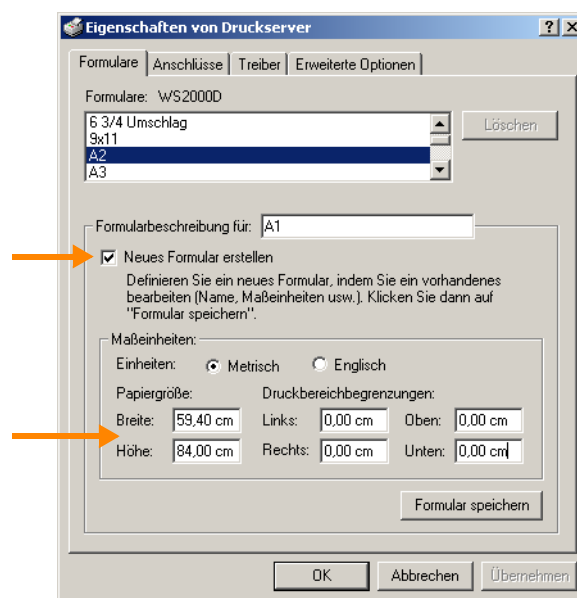 Eigenschaften von Druckserver
Formulare Anschlüsse Treiber Erweiterte Optionen
Formulare: WS2000D
6 3/4 Umschlag
9x11
A2
A3
Löschen
Formularbeschreibung für: A1
Neues Formular erstellen
Definieren Sie ein neues Formular, indem Sie ein vorhandenes
bearbeiten (Name, Maßeinheiten usw.). Klicken Sie dann auf
"Formular speichern".
Maßeinheiten:
Einheiten: Metrisch Englisch
Papiergröße: Druckbereichbegrenzungen:
Breite: 59,40 cm Links: 0,00 cm Oben: 0,00 cm
Höhe: 84,00 cm Rechts: 0,00 cm Unten: 0,00 cm
Formular speichern
OK Abbrechen Übernehmen